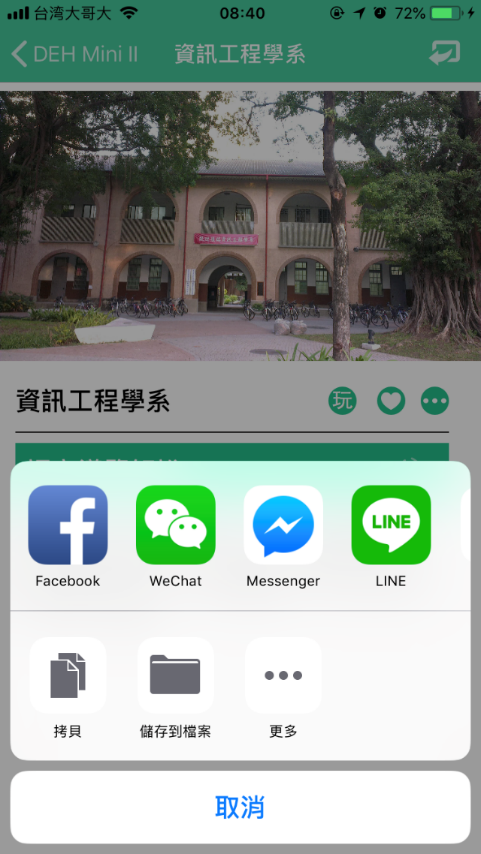 台湾大哥大 08:40 72%
DEH Mini II 資訊工程學系
資訊工程學系 玩
LINE
Facebook WeChat Messenger LINE
拷貝 儲存到檔案 更多
取消